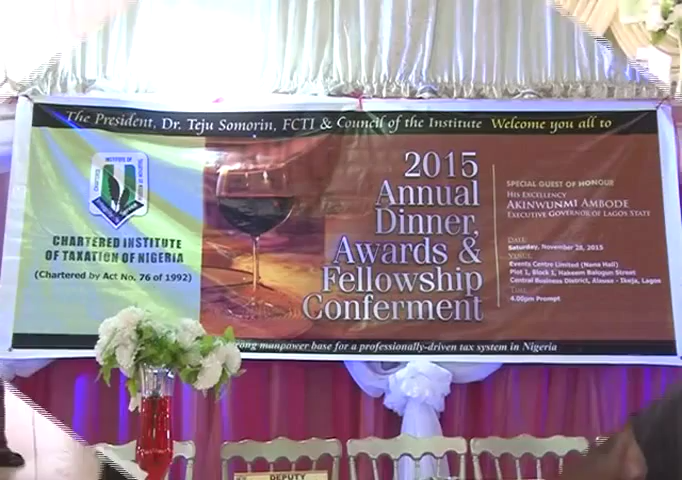 The President, Dr. Teju Somorin, FCTI & Council of the Institute Welcome you all to
INSTITUTE OF
CHARTERED INSTITUTE
OF TAXATION OF NIGERIA
(Chartered by Act No. 76 of 1992)
2015
Annual
Dinner,
Awards &
Fellowship
Conferment
SPECIAL GUEST OF HONOUR
HIS EXCELLENCY
AKINWUNMI AMBODE
EXECUTIVE GOVERNOR OF LAGOS STATE
DATE:
Saturday, November 28, 2015
VENUE:
Events Centre Limited (Nana Hall)
Plot 1, Block 1, Hakeem Balogun Street
Central Business District, Alausa - Ikeja, Lagos
TIME:
4.00pm Prompt
manpower base for a professionally-driven tax system in Nigeria
DEPUTY